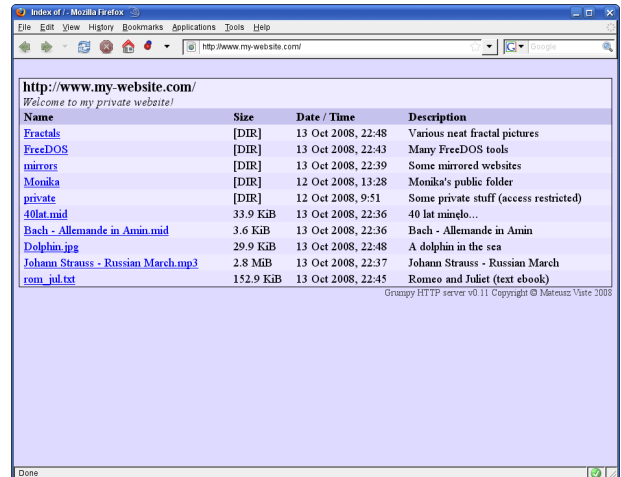 Index of / - Mozilla Firefox
File Edit View History Bookmarks Applications Tools Help
http://www.my-website.com/ Google
http://www.my-website.com/
Welcome to my private website!
Name Size Date / Time Description
Fractals [DIR] 13 Oct 2008, 22:48 Various neat fractal pictures
FreeDOS [DIR] 13 Oct 2008, 22:43 Many FreeDOS tools
mirrors [DIR] 13 Oct 2008, 22:39 Some mirrored websites
Monika [DIR] 12 Oct 2008, 13:28 Monika's public folder
private [DIR] 12 Oct 2008, 9:51 Some private stuff (access restricted)
40lat.mid 33.9 KiB 13 Oct 2008, 22:36 40 lat minęlo...
Bach - Allemande in Amin.mid 3.6 KiB 13 Oct 2008, 22:36 Bach - Allemande in Amin
Dolphin.jpg 29.9 KiB 13 Oct 2008, 22:48 A dolphin in the sea
Johann Strauss - Russian March.mp3 2.8 MiB 13 Oct 2008, 22:37 Johann Strauss - Russian March
rom_jul.txt 152.9 KiB 13 Oct 2008, 22:45 Romeo and Juliet (text ebook)
Grumpy HTTP server v0.11 Copyright © Mateusz Viste 2008
Done